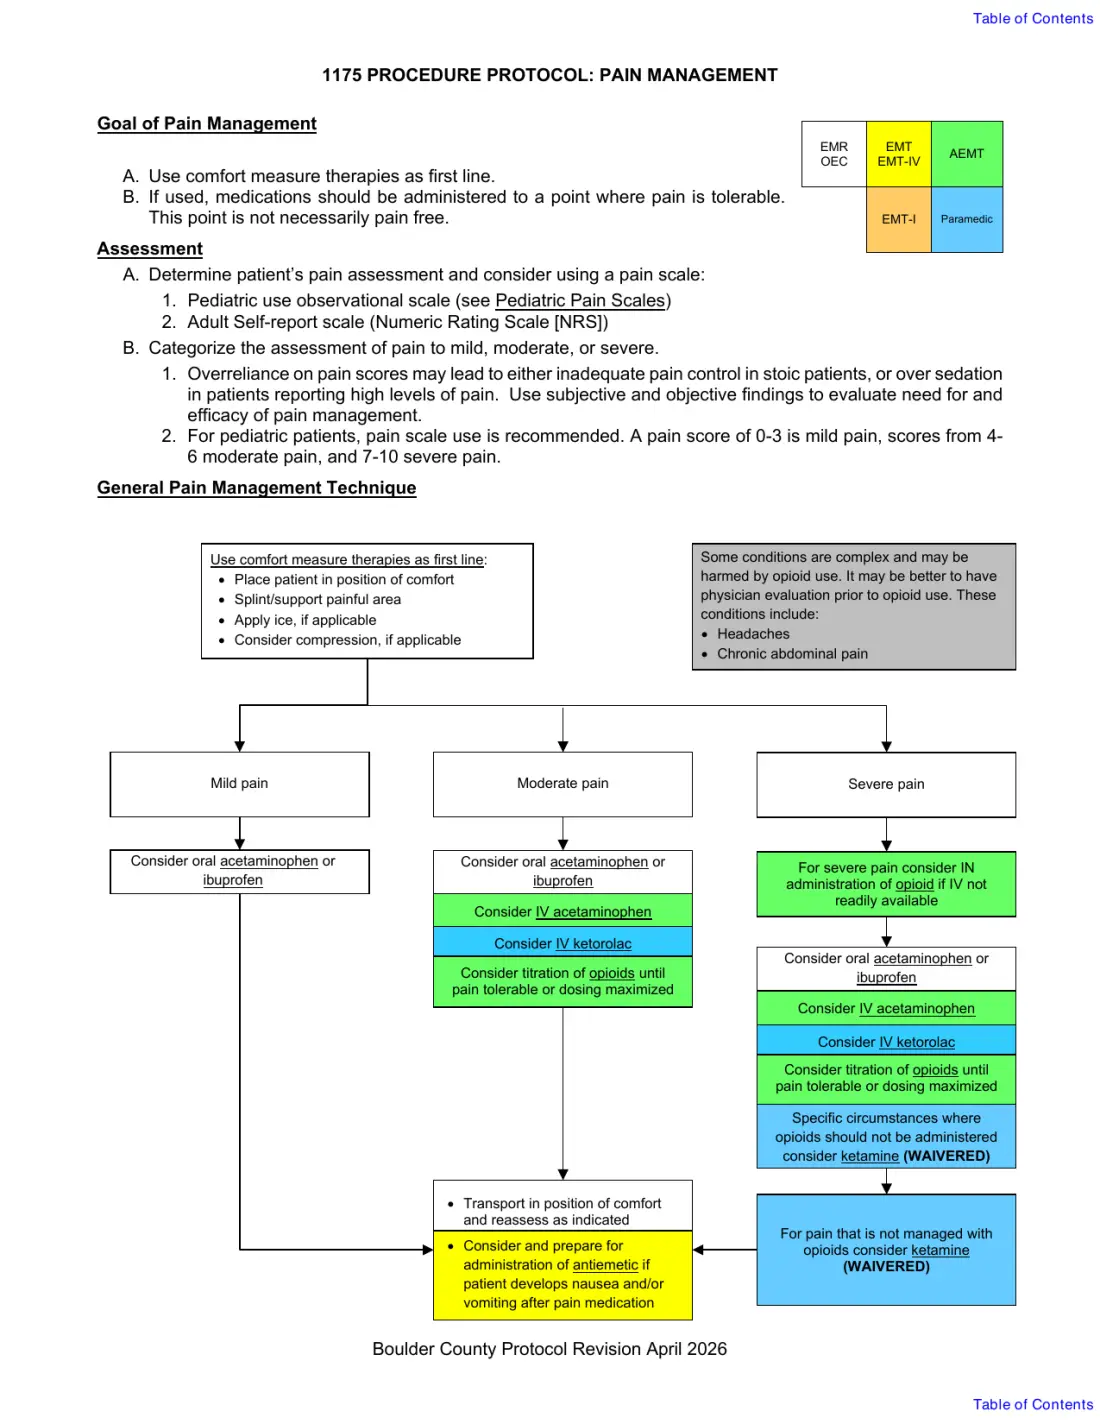 Table of Contents
1175 PROCEDURE PROTOCOL: PAIN MANAGEMENT
Goal of Pain Management
EMR
OEC
EMT
EMT-IV
AEMT
EMT-I
Paramedic
A. Use comfort measure therapies as first line.
B. If used, medications should be administered to a point where pain is tolerable.
This point is not necessarily pain free.
Assessment
A. Determine patient’s pain assessment and consider using a pain scale:
1. Pediatric use observational scale (see Pediatric Pain Scales)
2. Adult Self-report scale (Numeric Rating Scale [NRS])
B. Categorize the assessment of pain to mild, moderate, or severe.
1. Overreliance on pain scores may lead to either inadequate pain control in stoic patients, or over sedation
in patients reporting high levels of pain. Use subjective and objective findings to evaluate need for and
efficacy of pain management.
2. For pediatric patients, pain scale use is recommended. A pain score of 0-3 is mild pain, scores from 4-
6 moderate pain, and 7-10 severe pain.
General Pain Management Technique
Use comfort measure therapies as first line:
• Place patient in position of comfort
• Splint/support painful area
• Apply ice, if applicable
• Consider compression, if applicable
Some conditions are complex and may be
harmed by opioid use. It may be better to have
physician evaluation prior to opioid use. These
conditions include:
• Headaches
• Chronic abdominal pain
Mild pain
Consider oral acetaminophen or
ibuprofen
Moderate pain
Consider oral acetaminophen or
ibuprofen
Consider IV acetaminophen
Consider IV ketorolac
Consider titration of opioids until
pain tolerable or dosing maximized
Severe pain
For severe pain consider IN
administration of opioid if IV not
readily available
Consider oral acetaminophen or
ibuprofen
Consider IV acetaminophen
Consider IV ketorolac
Consider titration of opioids until
pain tolerable or dosing maximized
Specific circumstances where
opioids should not be administered
consider ketamine (WAIVERED)
For pain that is not managed with
opioids consider ketamine
(WAIVERED)
• Transport in position of comfort
and reassess as indicated
• Consider and prepare for
administration of antiemetic if
patient develops nausea and/or
vomiting after pain medication
Boulder County Protocol Revision April 2026
Table of Contents